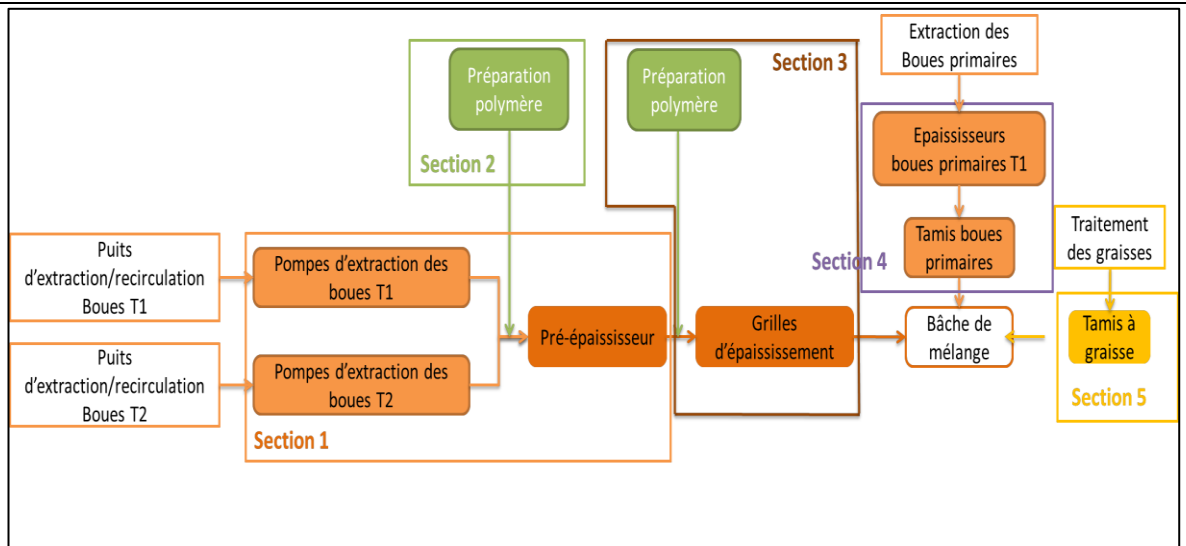 Extraction des
Boues primaires
Préparation
polymère
Section 2
Préparation
polymère
Section 3
Epaississeurs
boues primaires T1
Tamis boues
primaires
Section 4
Traitement
des graisses
Puits
d'extraction/recirculation
Boues T1
Pompes d'extraction des
boues T1
Pré-épaississeur
Grilles
d'épaississement
Bâche de
mélange
Tamis à
graisse
Section 5
Puits
d'extraction/recirculation
Boues T2
Pompes d'extraction des
boues T2
Section 1